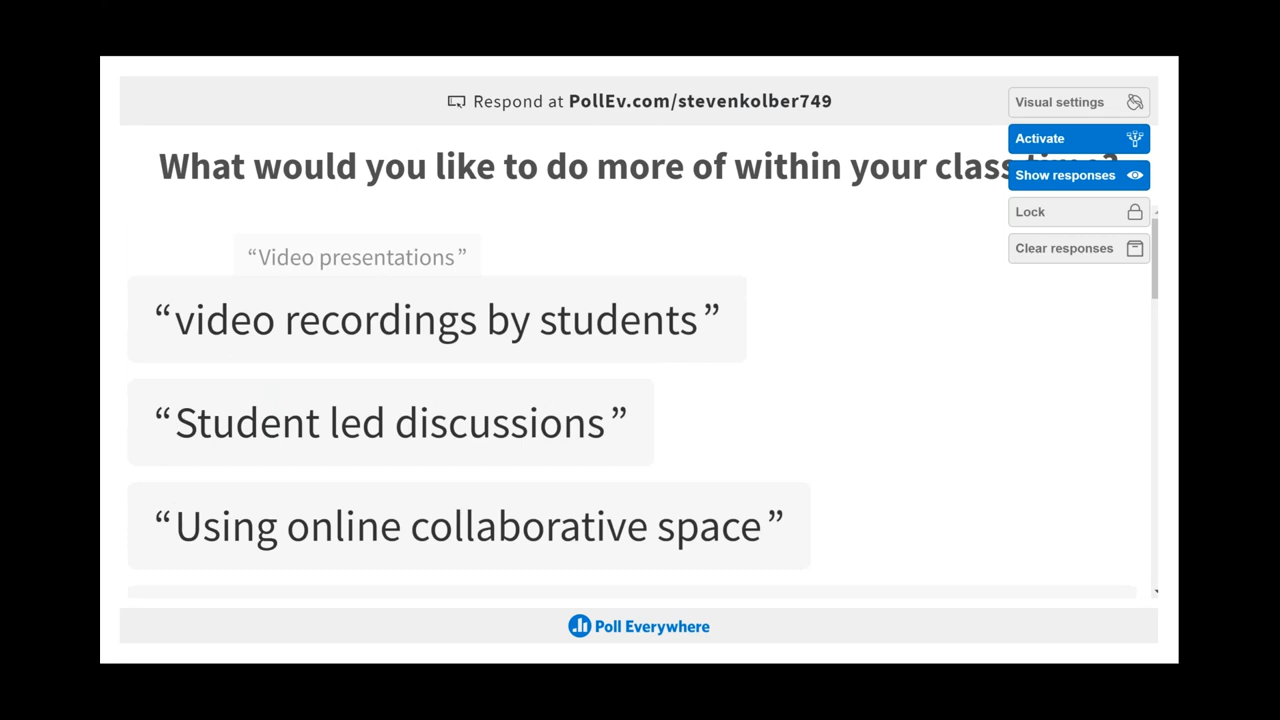 Respond at PollEv.com/stevenkolber749
What would you like to do more of within your class time?
Visual settings
Activate
Show responses
Lock
Clear responses
“Video presentations”
“video recordings by students”
“Student led discussions”
“Using online collaborative space”
Poll Everywhere